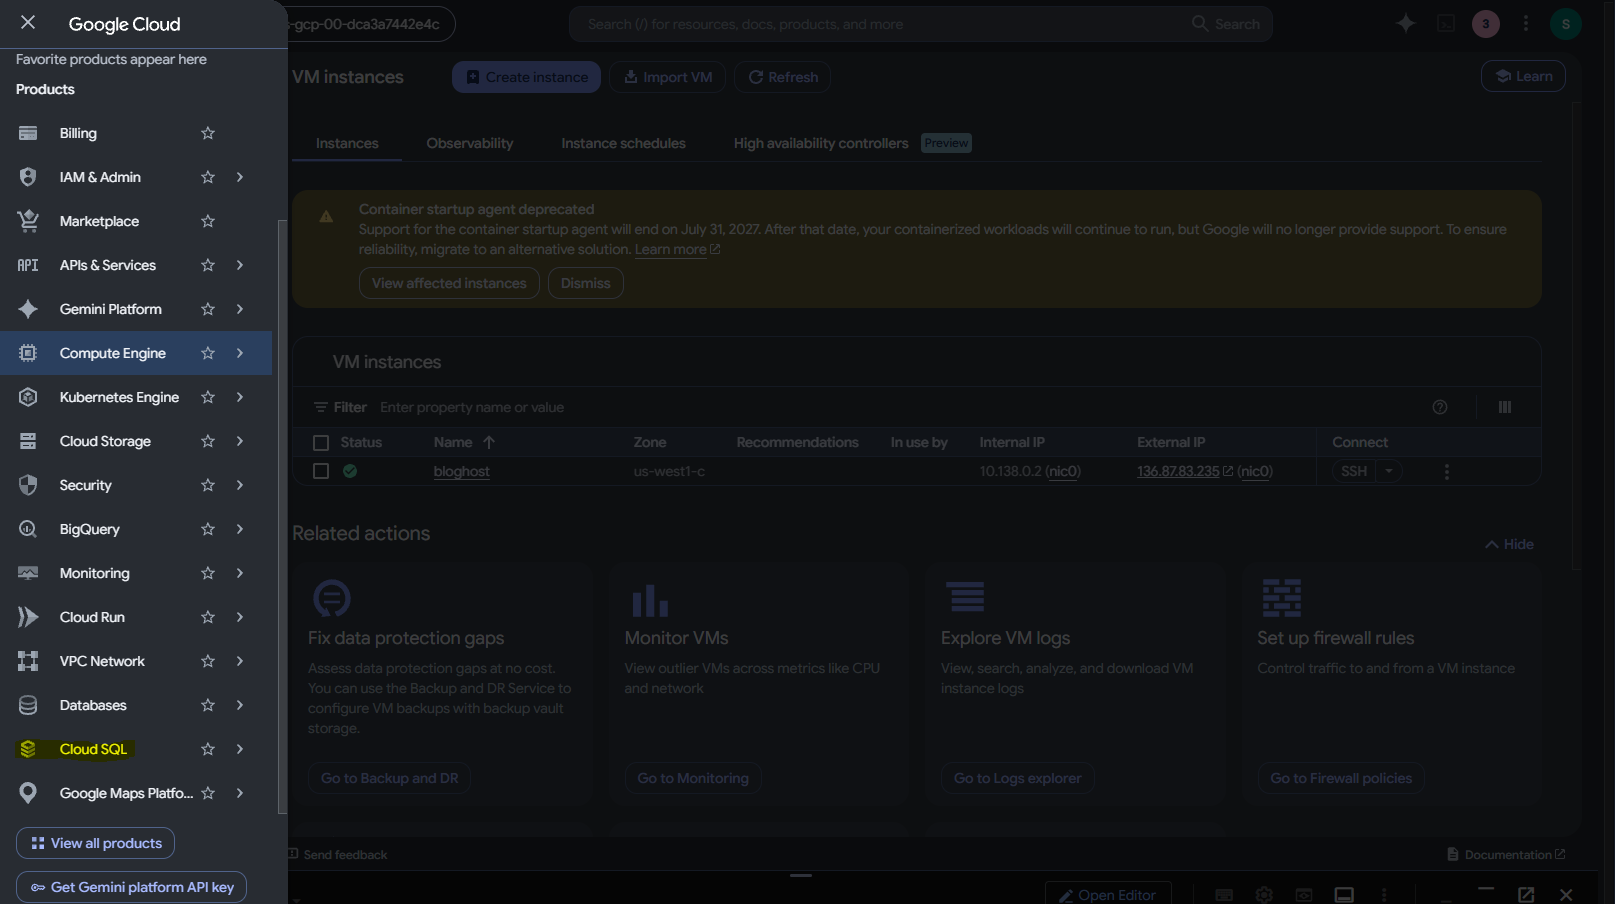 Google Cloud
s-gcp-00-dca3a7442e4c
Search (/) for resources, docs, products, and more
Search
3
S
Favorite products appear here
Products
Billing
IAM & Admin
Marketplace
API APIs & Services
Gemini Platform
Compute Engine
Kubernetes Engine
Cloud Storage
Security
BigQuery
Monitoring
Cloud Run
VPC Network
Databases
Cloud SQL
Google Maps Platfo...
View all products
Get Gemini platform API key
VM instances
Create instance
Import VM
Refresh
Learn
Instances
Observability
Instance schedules
High availability controllers
Preview
Container startup agent deprecated
Support for the container startup agent will end on July 31, 2027. After that date, your containerized workloads will continue to run, but Google will no longer provide support. To ensure
reliability, migrate to an alternative solution. Learn more
View affected instances
Dismiss
VM instances
Filter Enter property name or value
Status Name Zone Recommendations In use by Internal IP External IP Connect
bloghost us-west1-c 10.138.0.2 (nic0) 136.87.83.235 (nic0) SSH
Related actions
Hide
Fix data protection gaps
Assess data protection gaps at no cost.
You can use the Backup and DR Service to
configure VM backups with backup vault
storage.
Go to Backup and DR
Monitor VMs
View outlier VMs across metrics like CPU
and network
Go to Monitoring
Explore VM logs
View, search, analyze, and download VM
instance logs
Go to Logs explorer
Set up firewall rules
Control traffic to and from a VM instance
Go to Firewall policies
Send feedback
Documentation
Open Editor